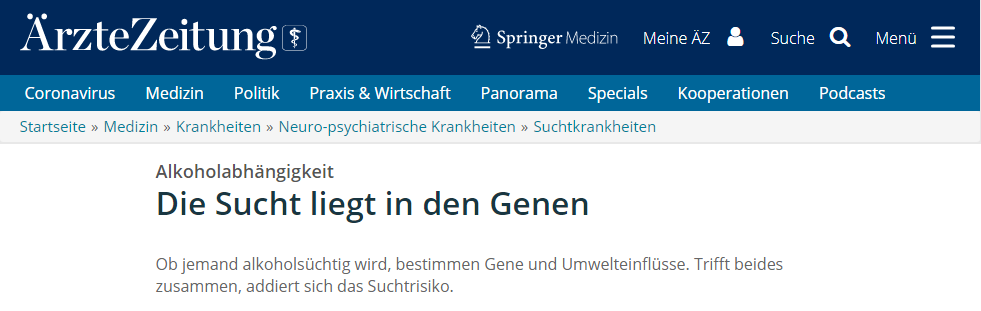 ÄrzteZeitung
Springer Medizin Meine ÄZ Suche Menü
Coronavirus Medizin Politik Praxis & Wirtschaft Panorama Specials Kooperationen Podcasts
Startseite » Medizin » Krankheiten » Neuro-psychiatrische Krankheiten » Suchtkrankheiten
Alkoholabhängigkeit
Die Sucht liegt in den Genen
Ob jemand alkoholsüchtig wird, bestimmen Gene und Umwelteinflüsse. Trifft beides
zusammen, addiert sich das Suchtrisiko.